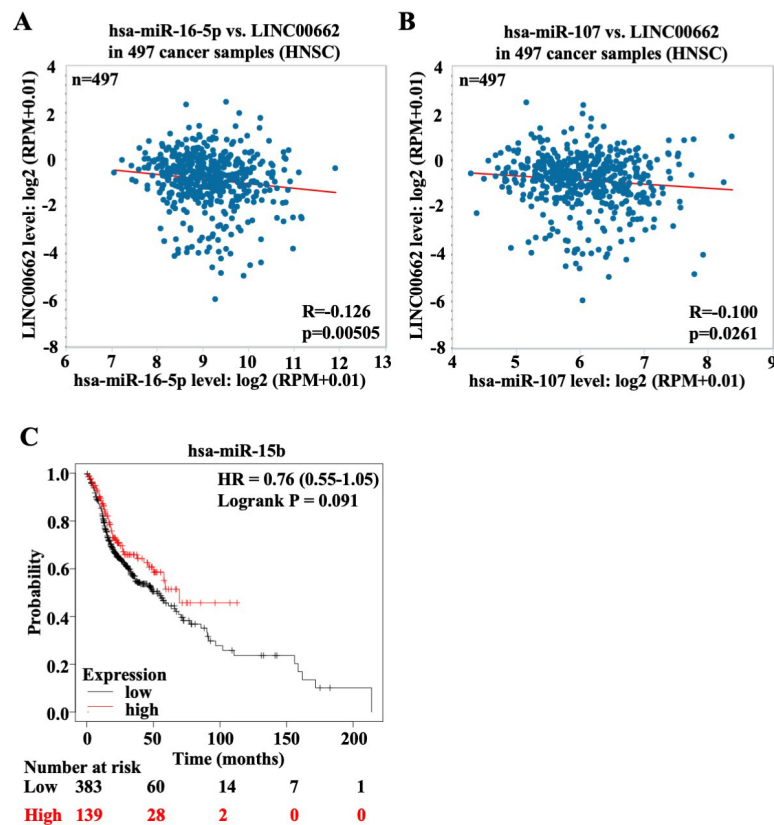 A
hsa-miR-16-5p vs. LINC00662
in 497 cancer samples (HNSC)
n=497
LINC00662 level: log2 (RPM+0.01)
4
2
0
-2
-4
-6
-8
R=-0.126
p=0.00505
6 7 8 9 10 11 12 13
hsa-miR-16-5p level: log2 (RPM+0.01)
B
hsa-miR-107 vs. LINC00662
in 497 cancer samples (HNSC)
n=497
LINC00662 level: log2 (RPM+0.01)
4
2
0
-2
-4
-6
-8
R=-0.100
p=0.0261
4 5 6 7 8 9
hsa-miR-107 level: log2 (RPM+0.01)
C
hsa-miR-15b
HR = 0.76 (0.55-1.05)
Logrank P = 0.091
Probability
1.0
0.8
0.6
0.4
0.2
0.0
Expression
low
high
0 50 100 150 200
Time (months)
Number at risk
Low 383 60 14 7 1
High 139 28 2 0 0